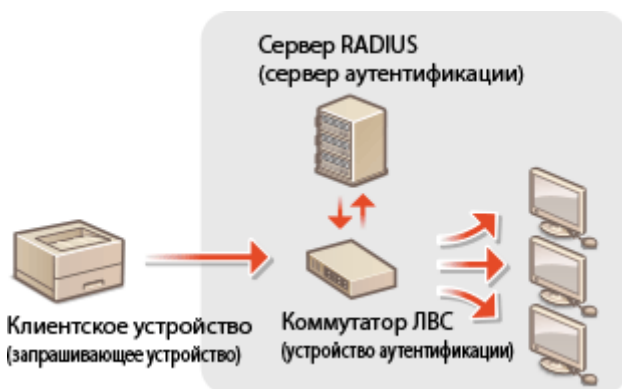 Сервер RADIUS
(сервер аутентификации)
Клиентское устройство
(запрашивающее устройство)
Коммутатор ЛВС
(устройство аутентификации)